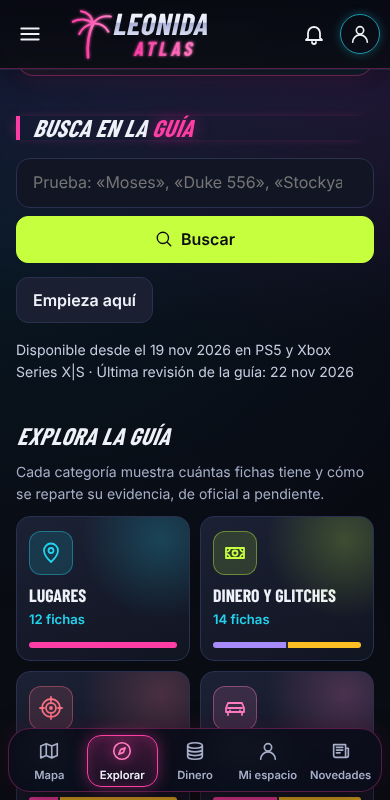 LEONIDA
ATLAS
BUSCA EN LA GUÍA
Prueba: «Moses», «Duke 556», «Stockya
Buscar
Empieza aquí
Disponible desde el 19 nov 2026 en PS5 y Xbox
Series X|S · Última revisión de la guía: 22 nov 2026
EXPLORA LA GUÍA
Cada categoría muestra cuántas fichas tiene y cómo
se reparte su evidencia, de oficial a pendiente.
LUGARES
12 fichas
DINERO Y GLITCHES
14 fichas
Mapa
Explorar
Dinero
Mi espacio
Novedades